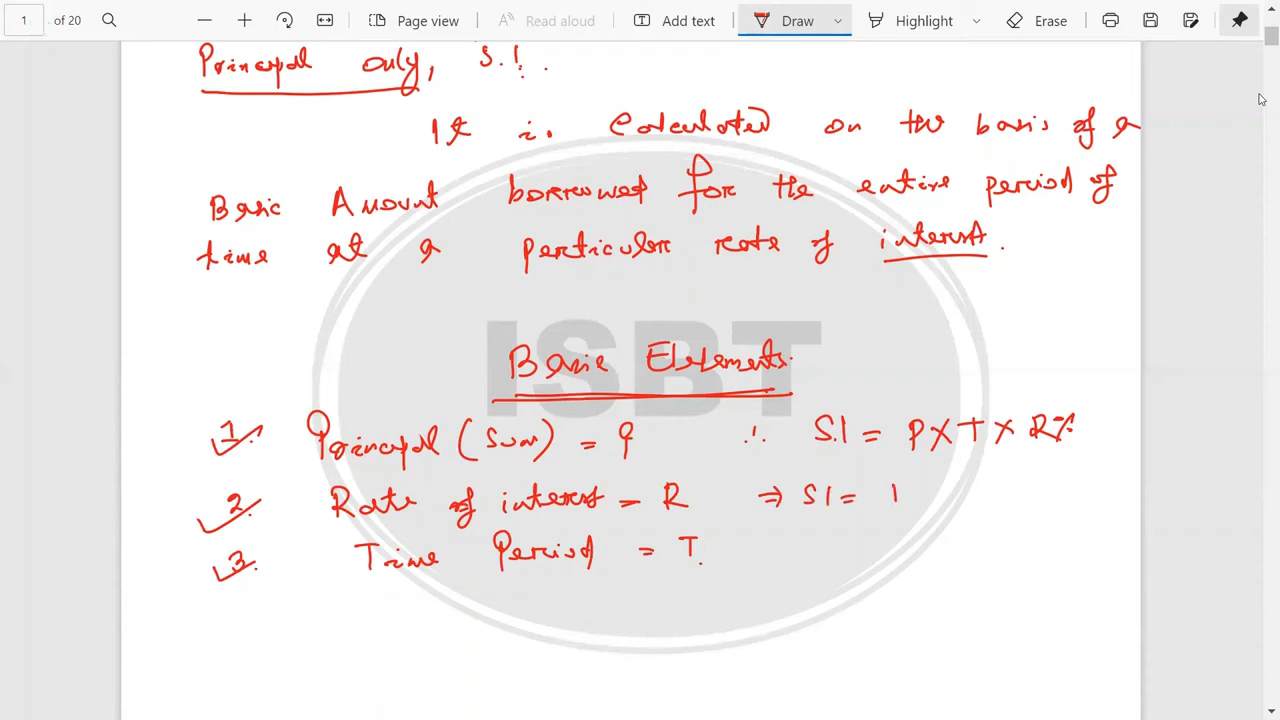 1 of 20 Page view Read aloud Add text Draw Highlight Erase
Principal only, S.I.
It is Calculated on the basis of a
Basic Amount borrowed for the entire period of
time at a particular rate of interest.
ISBT
Basic Elements.
1. Principal (Sum) = P ∴ S.I = P X T X R%
2. Rate of interest = R ⇒ SI = 1
3. Time Period = T.